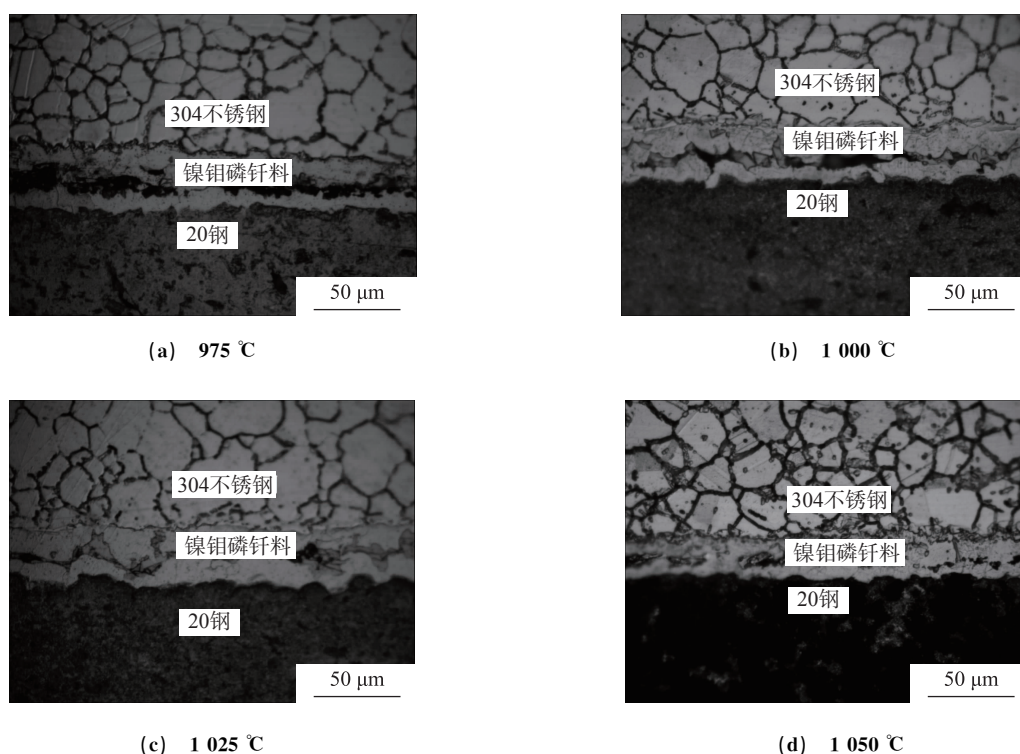 304不锈钢
镍钼磷钎料
20钢
50 μm
(a) 975 ℃
304不锈钢
镍钼磷钎料
20钢
50 μm
(b) 1 000 ℃
304不锈钢
镍钼磷钎料
20钢
50 μm
(c) 1 025 ℃
304不锈钢
镍钼磷钎料
20钢
50 μm
(d) 1 050 ℃